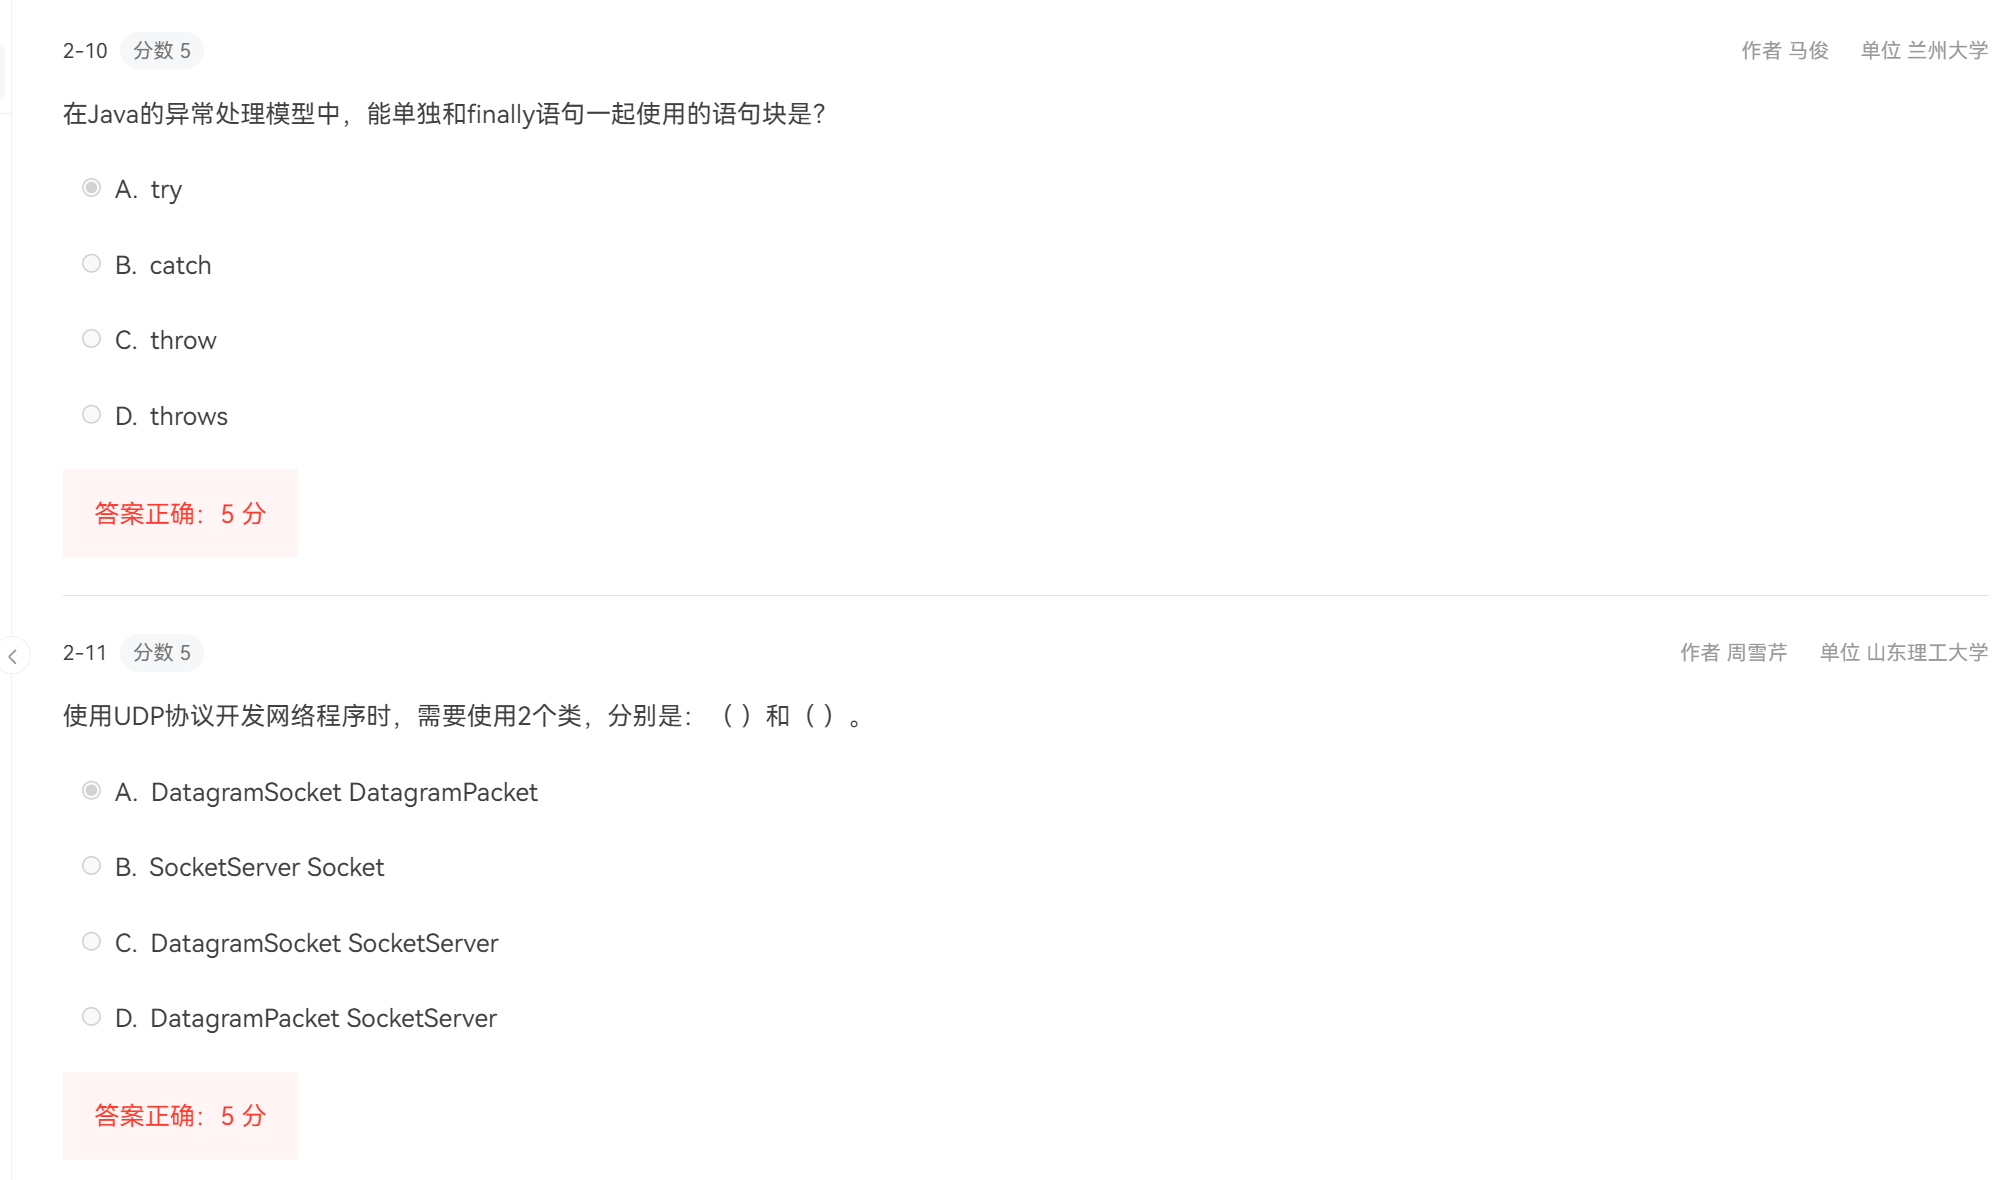 2-10 分数 5 作者 马俊 单位 兰州大学
在Java的异常处理模型中，能单独和finally语句一起使用的语句块是？
A. try
B. catch
C. throw
D. throws
答案正确：5 分
2-11 分数 5 作者 周雪芹 单位 山东理工大学
使用UDP协议开发网络程序时，需要使用2个类，分别是：（ ）和（ ）。
A. DatagramSocket DatagramPacket
B. SocketServer Socket
C. DatagramSocket SocketServer
D. DatagramPacket SocketServer
答案正确：5 分